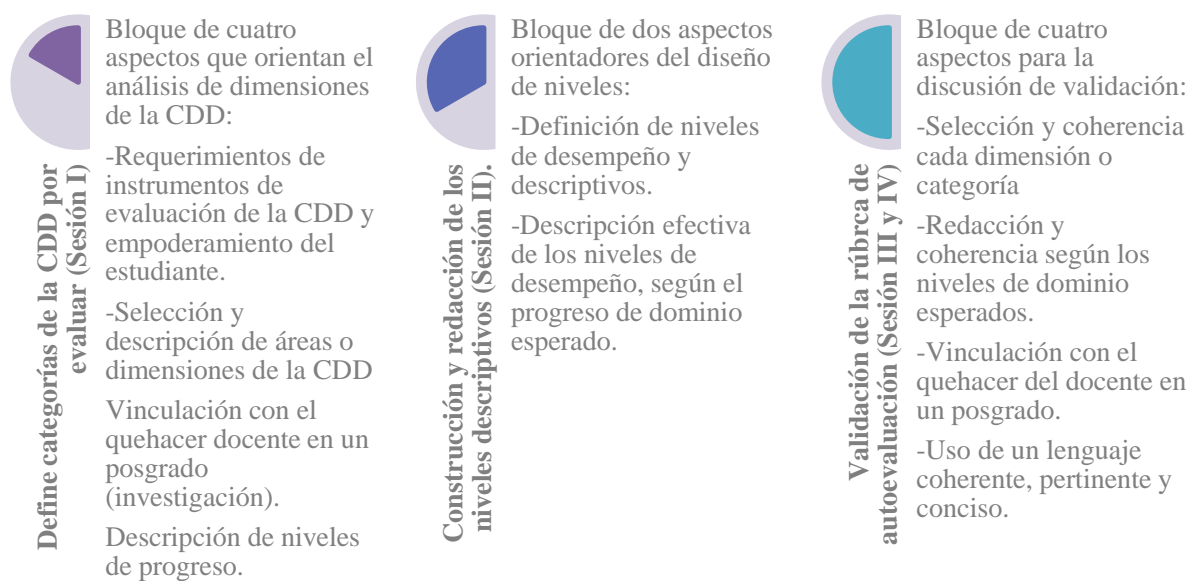 Define categorías de la CDD por
evaluar (Sesión I)
Bloque de cuatro
aspectos que orientan el
análisis de dimensiones
de la CDD:
-Requerimientos de
instrumentos de
evaluación de la CDD y
empoderamiento del
estudiante.
-Selección y
descripción de áreas o
dimensiones de la CDD
Vinculación con el
quehacer docente en un
posgrado
(investigación).
Descripción de niveles
de progreso.
Construcción y redacción de los
niveles descriptivos (Sesión II).
Bloque de dos aspectos
orientadores del diseño
de niveles:
-Definición de niveles
de desempeño y
descriptivos.
-Descripción efectiva
de los niveles de
desempeño, según el
progreso de dominio
esperado.
Validación de la rúbrca de
autoevaluación (Sesión III y IV)
Bloque de cuatro
aspectos para la
discusión de validación:
-Selección y coherencia
cada dimensión o
categoría
-Redacción y
coherencia según los
niveles de dominio
esperados.
-Vinculación con el
quehacer del docente en
un posgrado.
-Uso de un lenguaje
coherente, pertinente y
conciso.